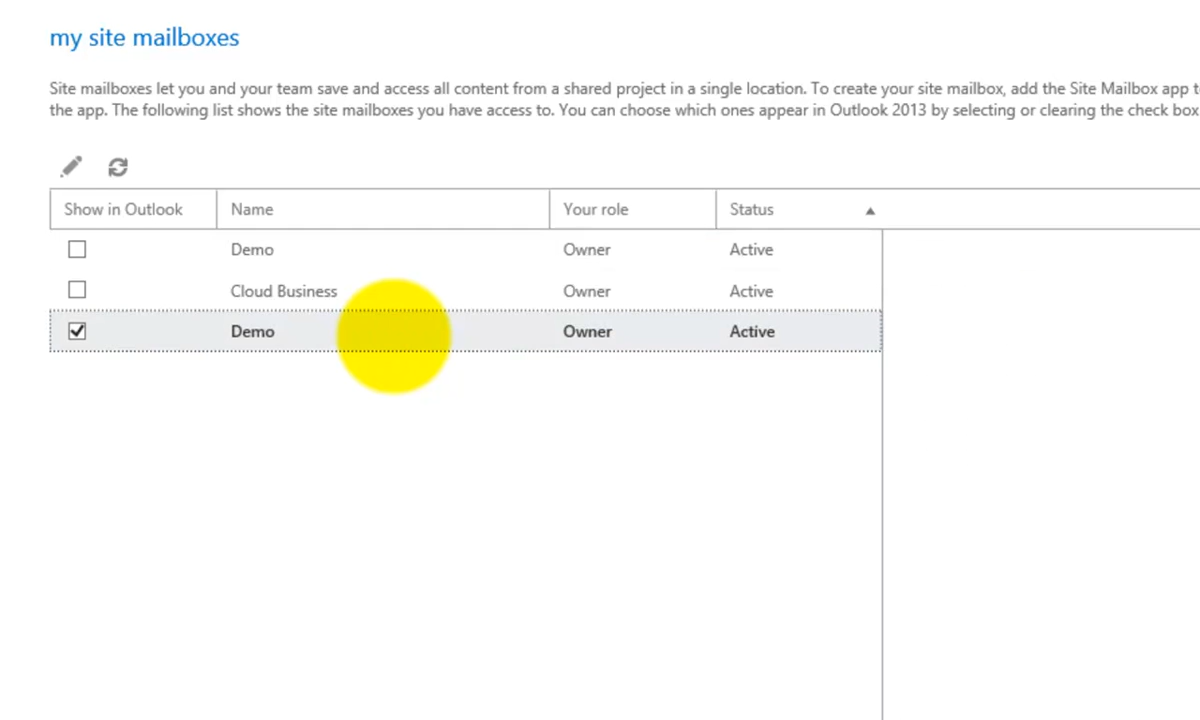 my site mailboxes
Site mailboxes let you and your team save and access all content from a shared project in a single location. To create your site mailbox, add the Site Mailbox app
the app. The following list shows the site mailboxes you have access to. You can choose which ones appear in Outlook 2013 by selecting or clearing the check box
Show in Outlook Name Your role Status
Demo Owner Active
Cloud Business Owner Active
Demo Owner Active